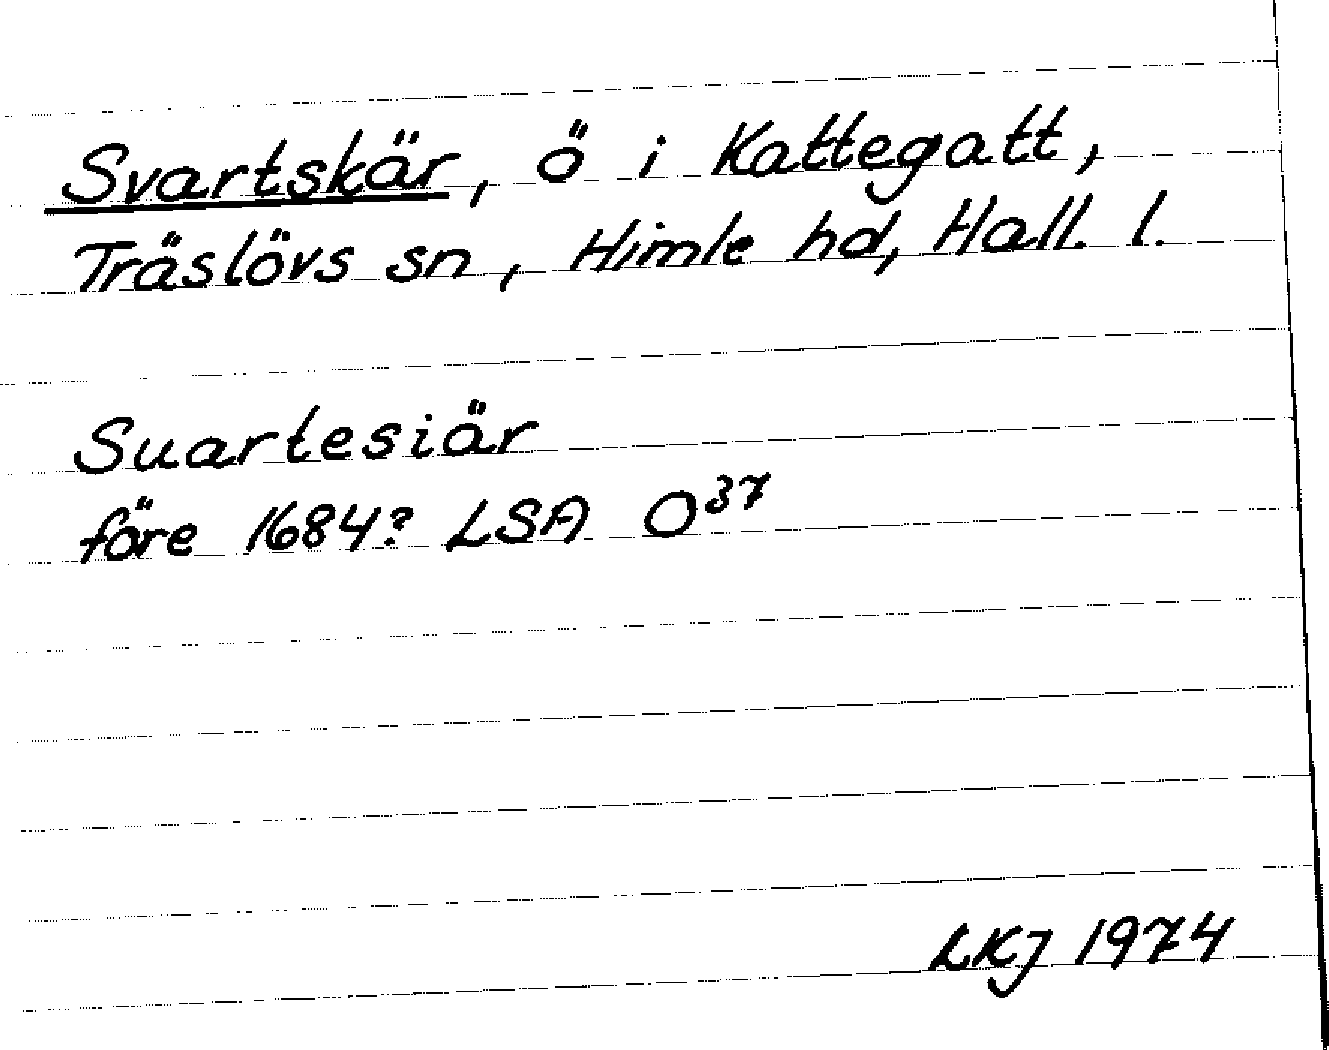 Svartskär, ö i Kattegatt,
Träslövs sn, Himle hd, Hall. l.
Suartesiär
före 1684? LSA O³⁷
LKJ 1974